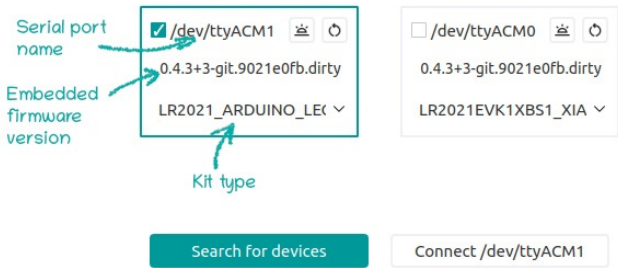 Serial port
name
/dev/ttyACM1
/dev/ttyACM0
0.4.3+3-git.9021e0fb.dirty
0.4.3+3-git.9021e0fb.dirty
Embedded
firmware
version
LR2021_ARDUINO_LE(
LR2021EVK1XBS1_XIA
Kit type
Search for devices
Connect /dev/ttyACM1